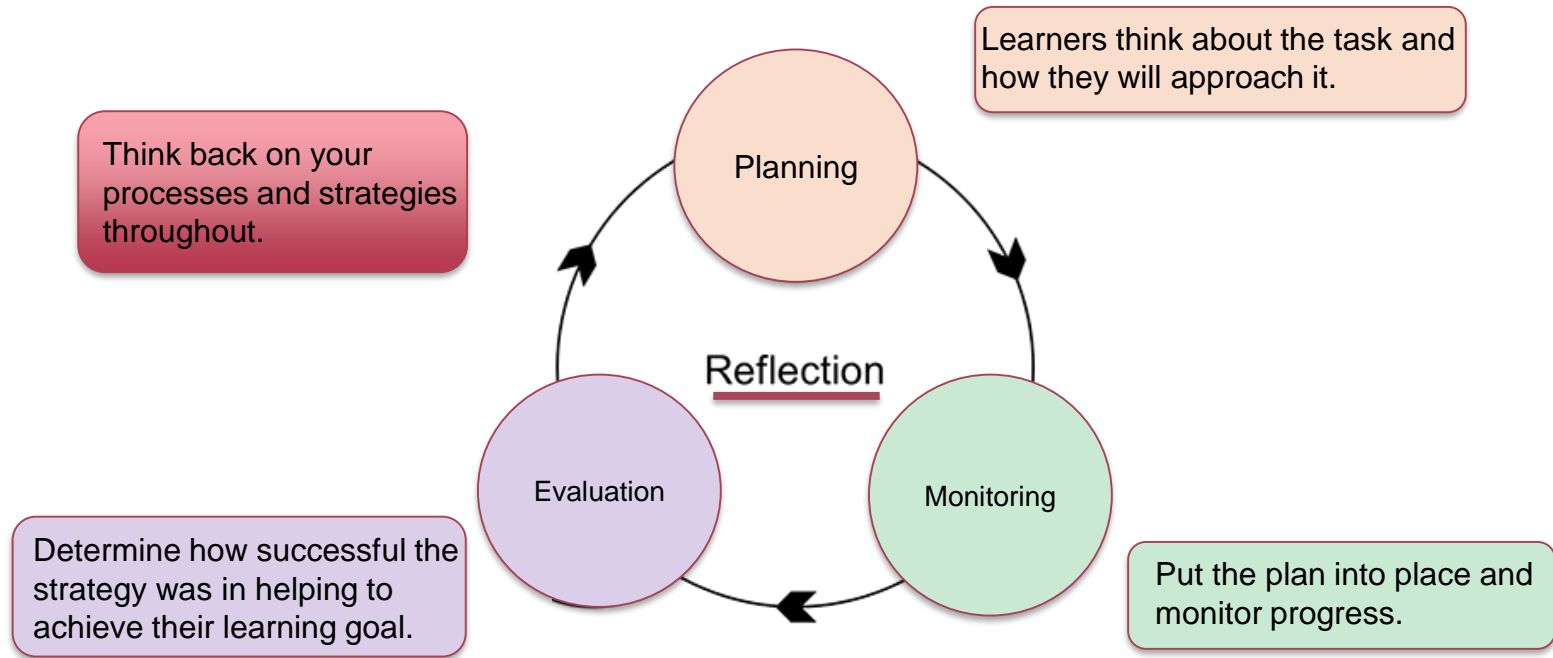 Learners think about the task and
how they will approach it.
Think back on your
processes and strategies
throughout.
Planning
Reflection
Evaluation
Monitoring
Determine how successful the
strategy was in helping to
achieve their learning goal.
Put the plan into place and
monitor progress.